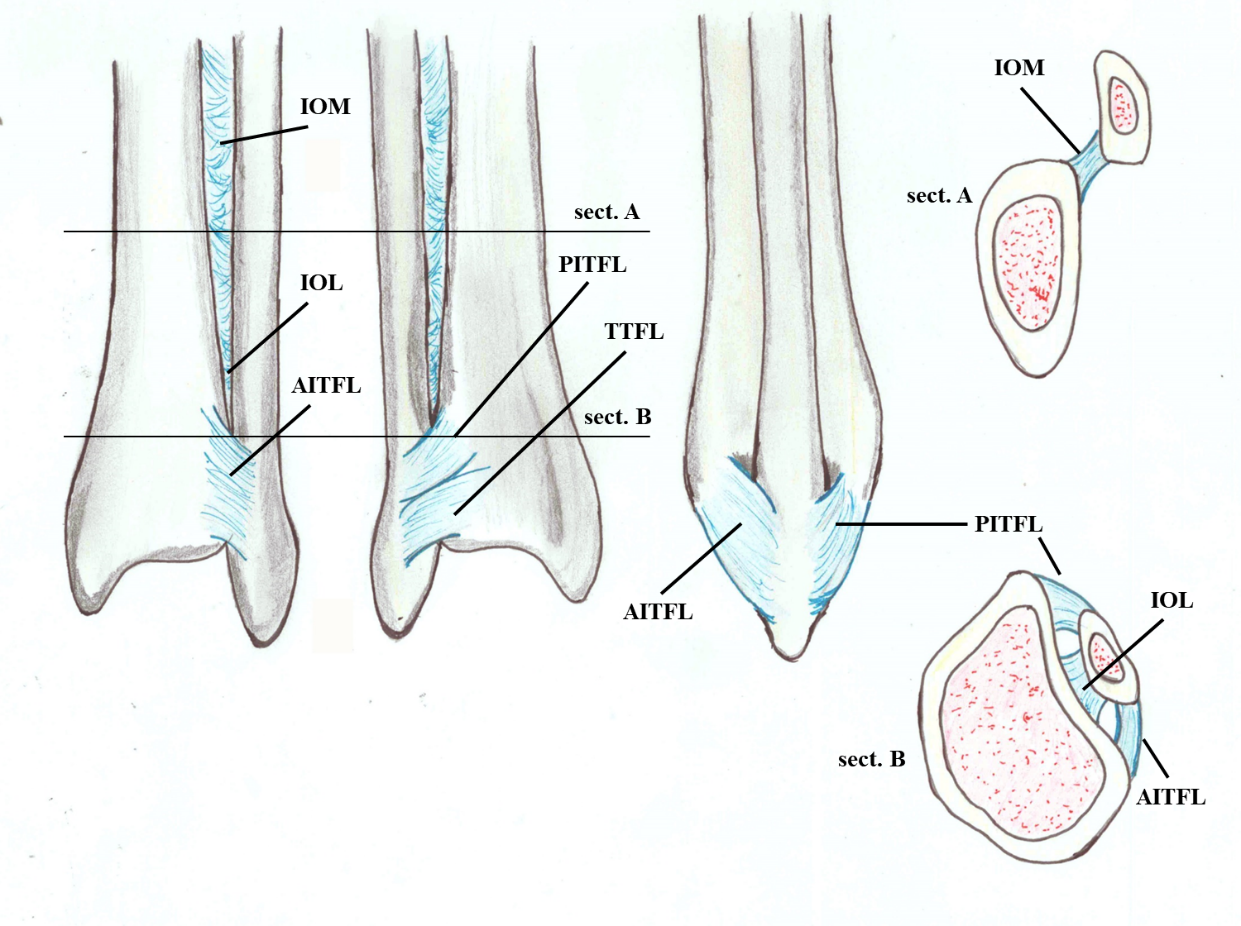 IOM
IOM
sect. A
sect. A
PITFL
IOL
TTFL
AITFL
sect. B
PITFL
AITFL
IOL
sect. B
AITFL